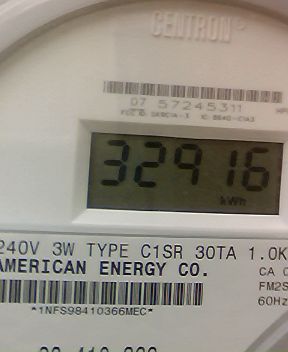 CENTRON®
07 57245311
32916
kWh
240V 3W TYPE C1SR 30TA 1.0K
AMERICAN ENERGY CO.
CA 0
FM2S
60Hz
*1NFS98410366MEC*